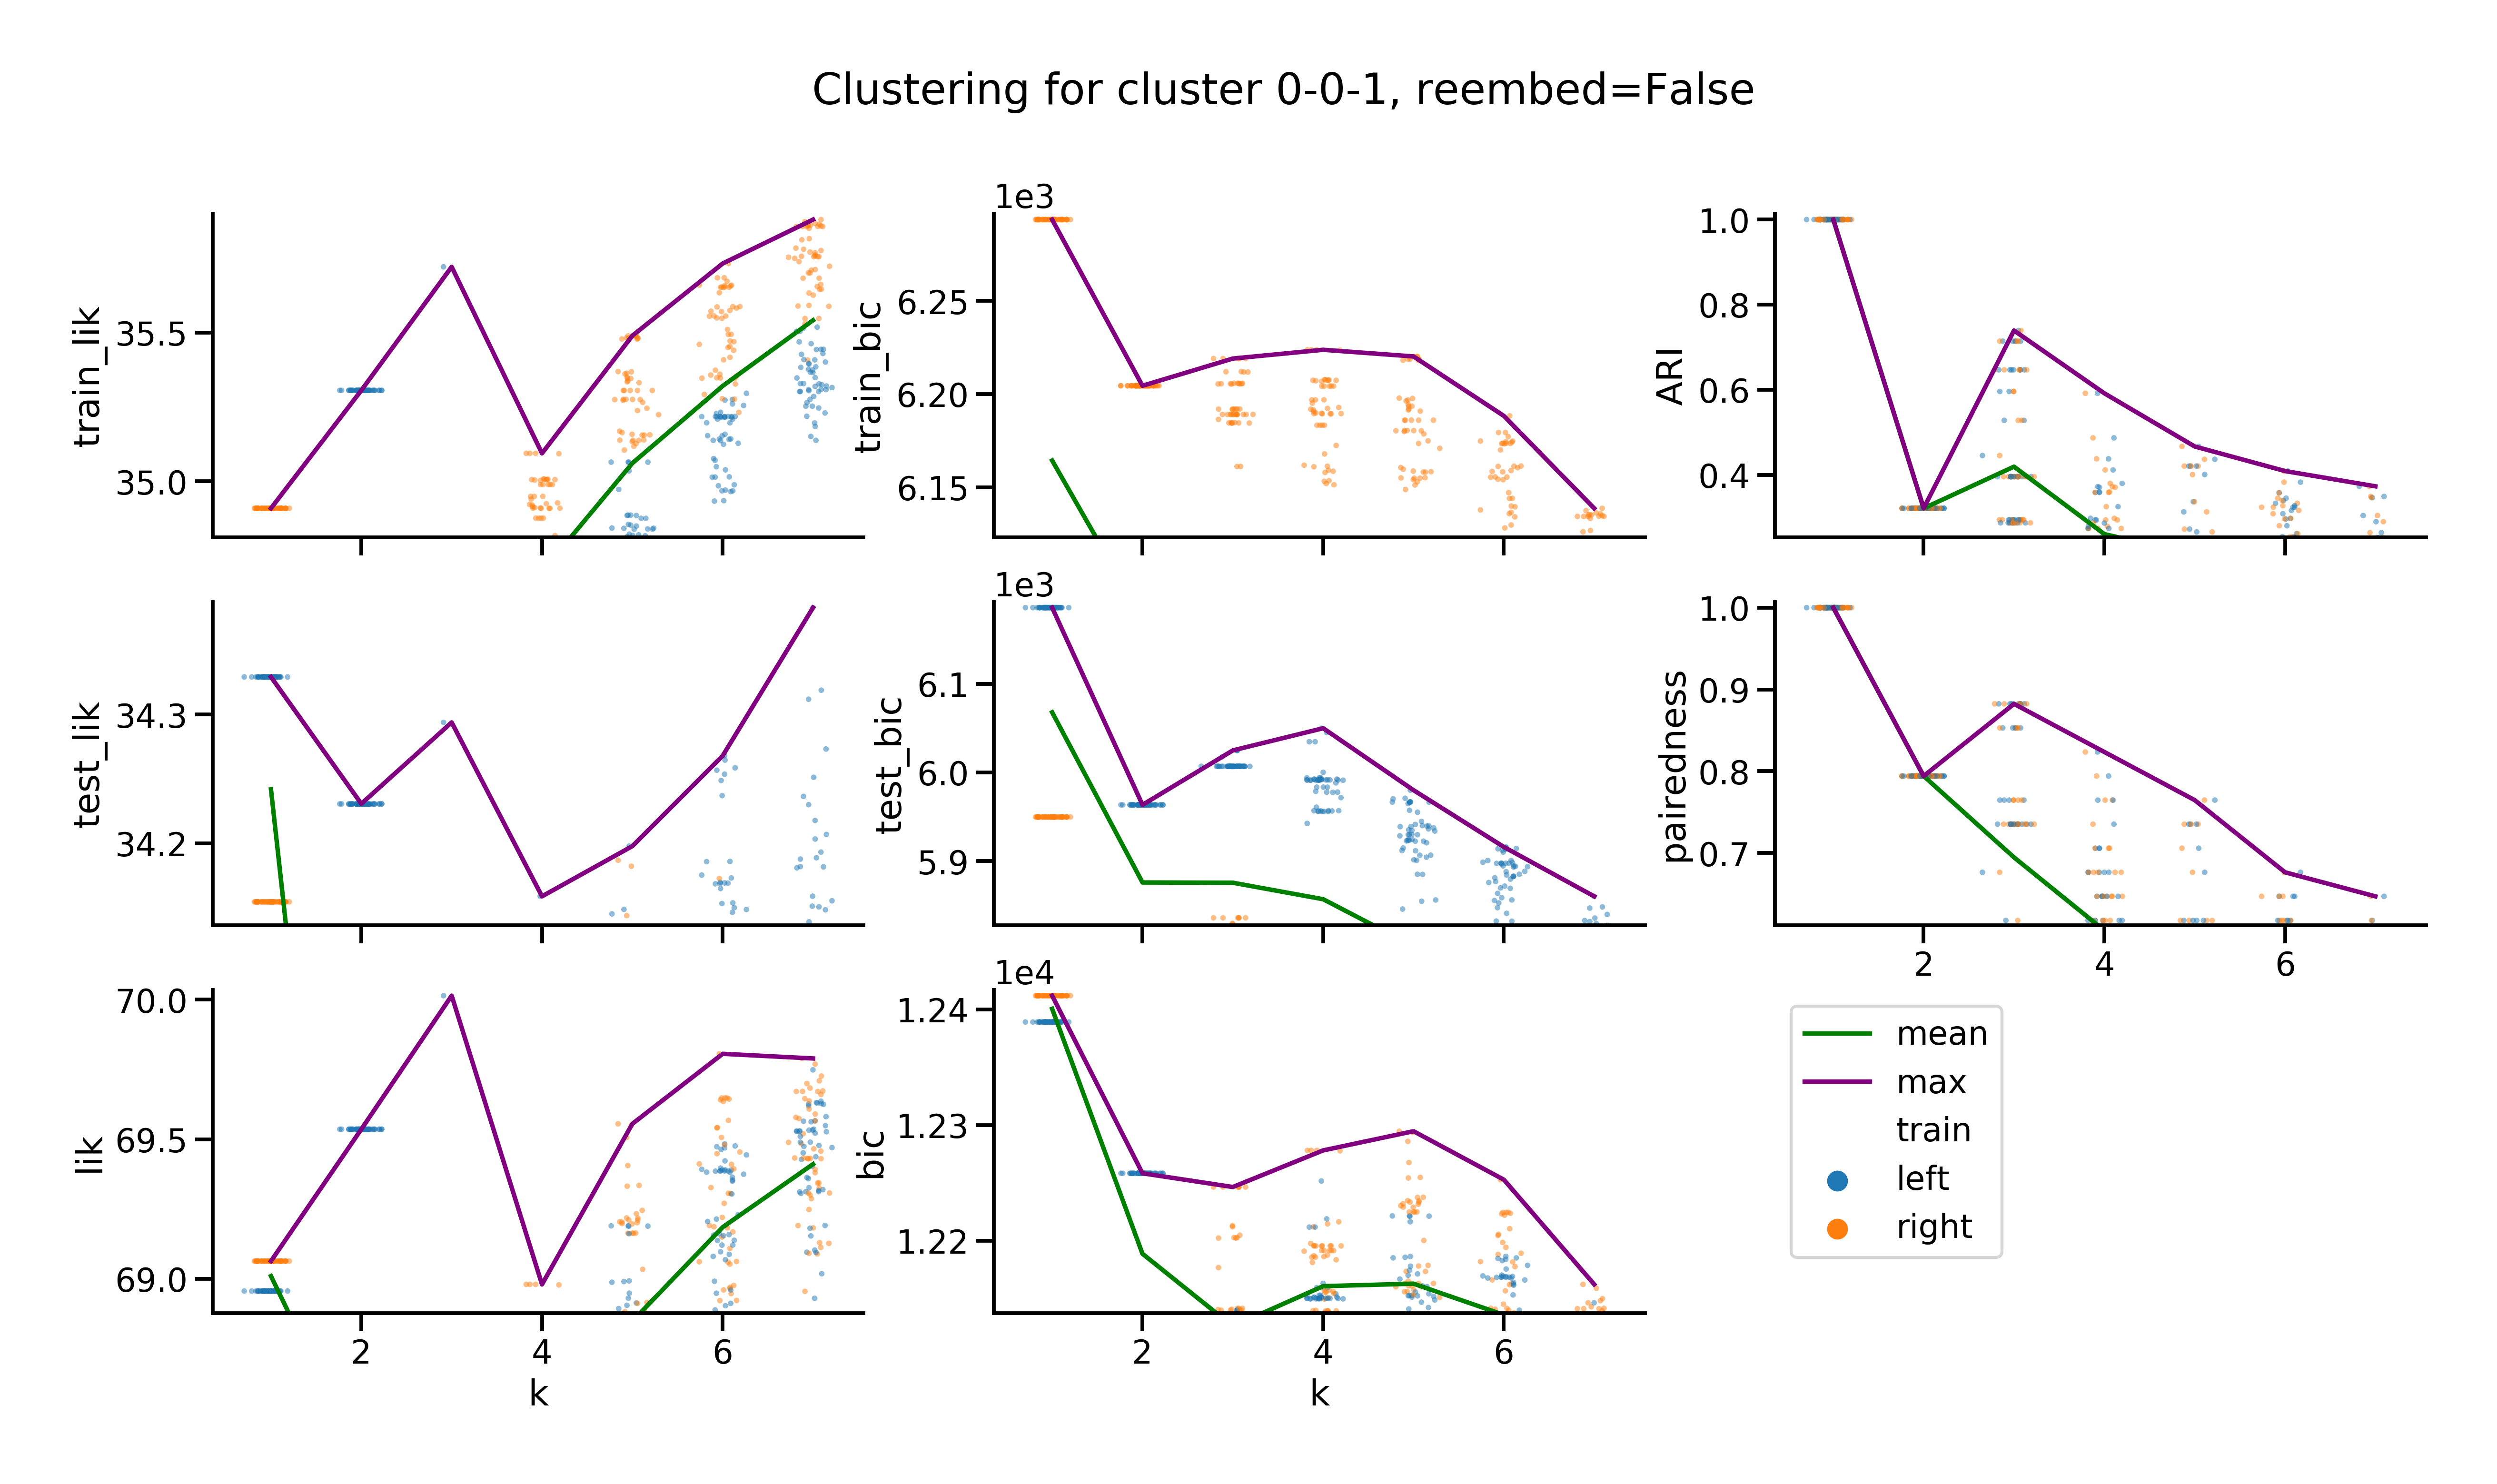 Clustering for cluster 0-0-1, reembed=False
train_lik
35.5
35.0
1e3
train_bic
6.25
6.20
6.15
ARI
1.0
0.8
0.6
0.4
test_lik
34.3
34.2
1e3
test_bic
6.1
6.0
5.9
pairedness
1.0
0.9
0.8
0.7
2
4
6
lik
70.0
69.5
69.0
2
4
6
k
1e4
bic
1.24
1.23
1.22
2
4
6
k
mean
max
train
left
right